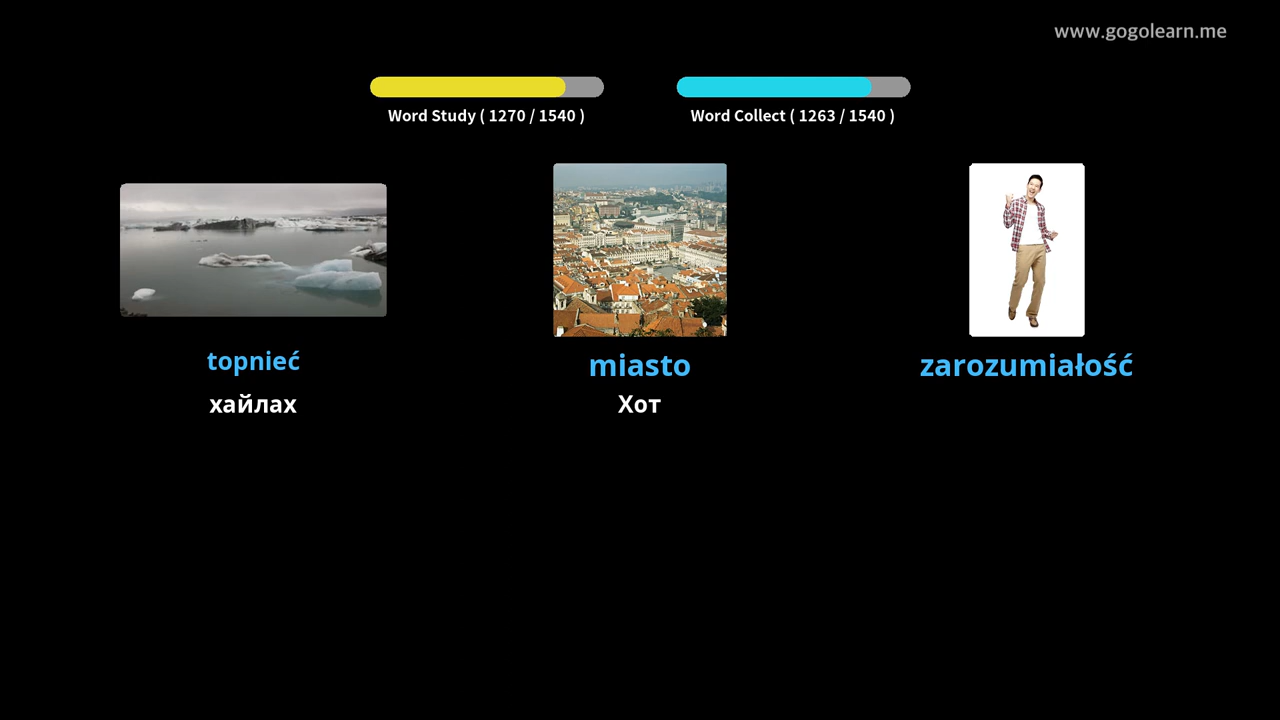 www.gogolearn.me
Word Study ( 1270 / 1540 )
Word Collect ( 1263 / 1540 )
topnieć
miasto
zarozumiałość
хайлах
Хот